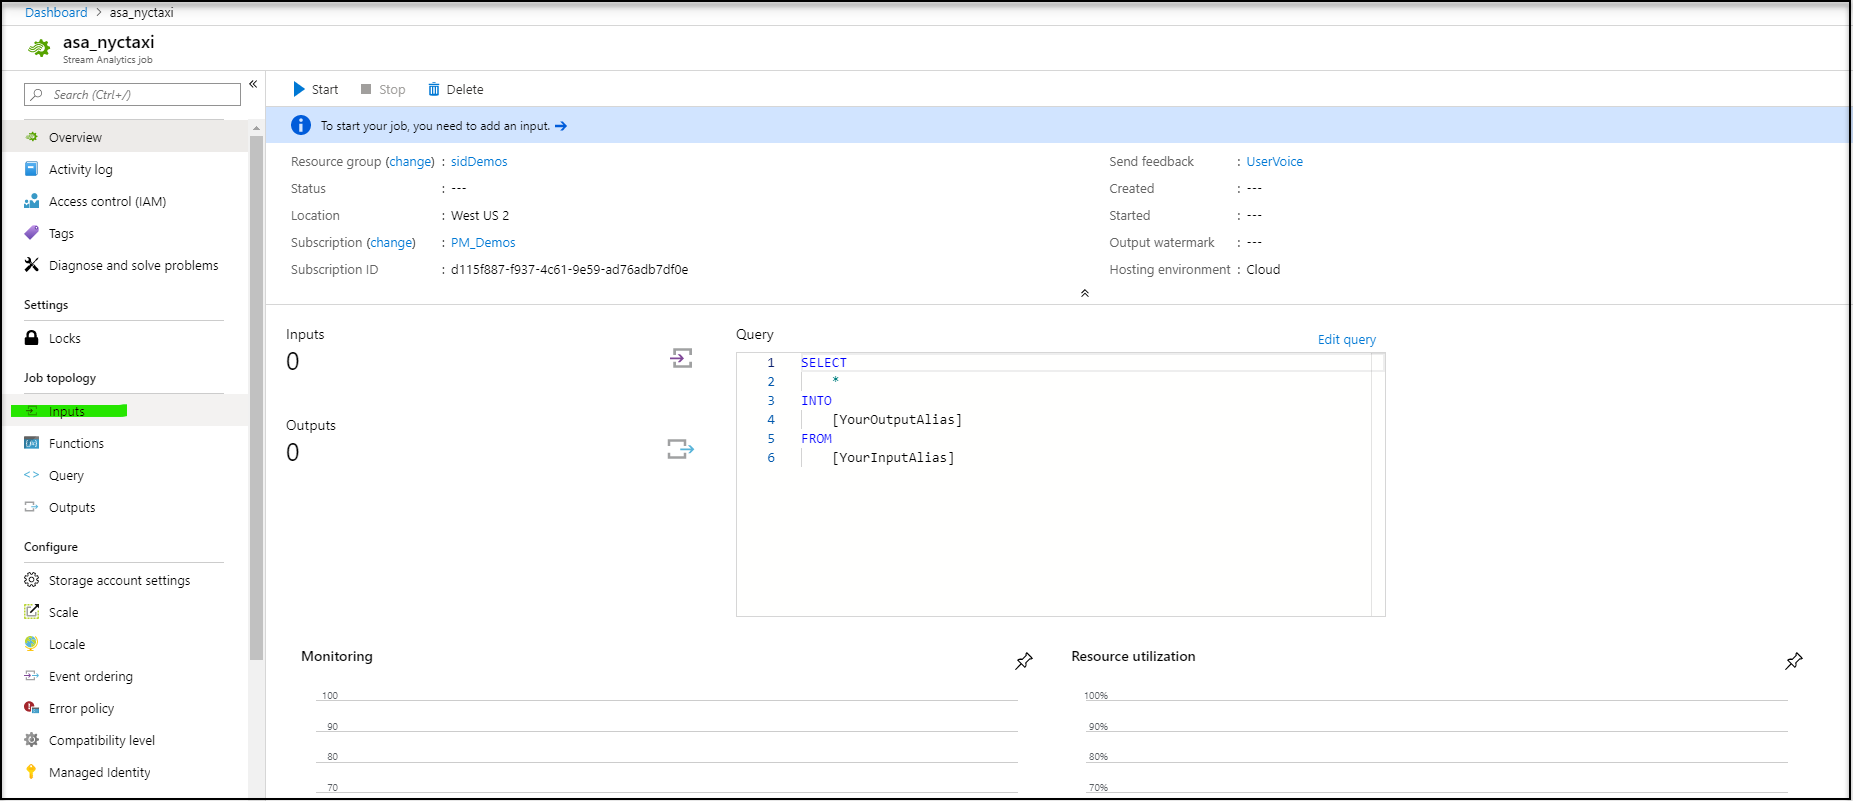 Dashboard > asa_nyctaxi
asa_nyctaxi
Stream Analytics job
Search (Ctrl+/)
«
Overview
Activity log
Access control (IAM)
Tags
Diagnose and solve problems
Settings
Locks
Job topology
Inputs
Functions
Query
Outputs
Configure
Storage account settings
Scale
Locale
Event ordering
Error policy
Compatibility level
Managed Identity
Start Stop Delete
To start your job, you need to add an input. →
Resource group (change) : sidDemos
Status : ---
Location : West US 2
Subscription (change) : PM_Demos
Subscription ID : d115f887-f937-4c61-9e59-ad76adb7df0e
Send feedback : UserVoice
Created : ---
Started : ---
Output watermark : ---
Hosting environment : Cloud
Inputs
0
Outputs
0
Query
Edit query
1 SELECT
2 *
3 INTO
4 [YourOutputAlias]
5 FROM
6 [YourInputAlias]
Monitoring
100
90
80
70
Resource utilization
100%
90%
80%
70%